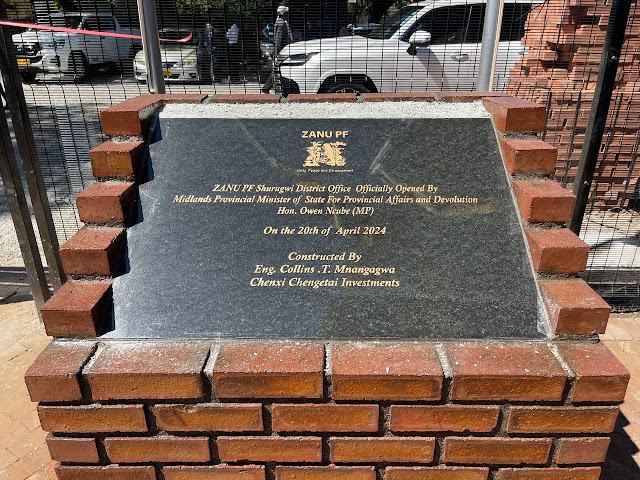 ZANU PF
Unity, Peace and Development
ZANU PF Shurugwi District Office Officially Opened By
Midlands Provincial Minister of State For Provincial Affairs and Devolution
Hon. Owen Ncube (MP)
On the 20th of April 2024
Constructed By
Eng. Collins .T. Mnangagwa
Chenxi Chengetai Investments